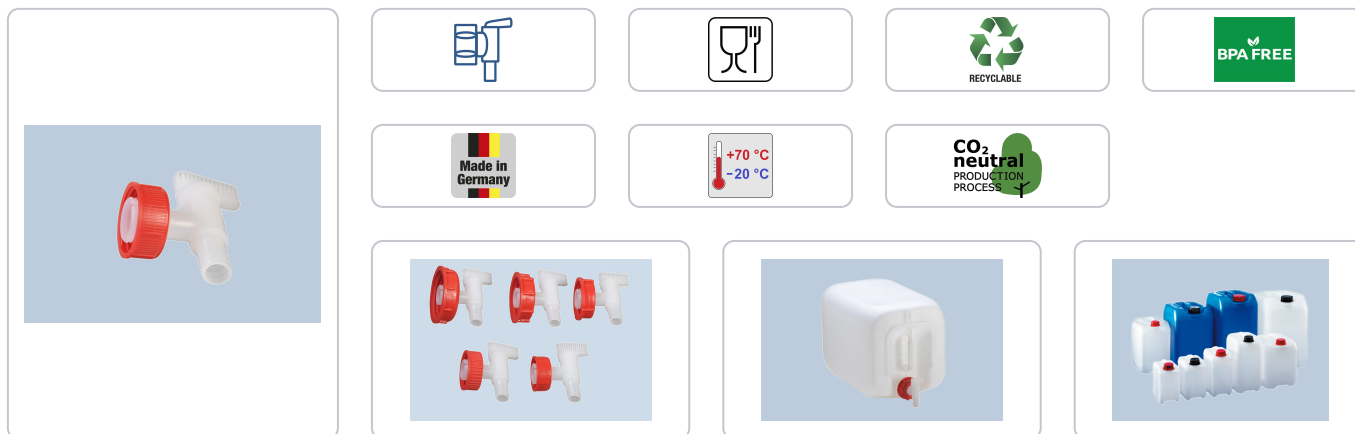 RECYCLABLE
BPA FREE
Made in
Germany
+70 °C
−20 °C
CO₂
neutral
PRODUCTION
PROCESS